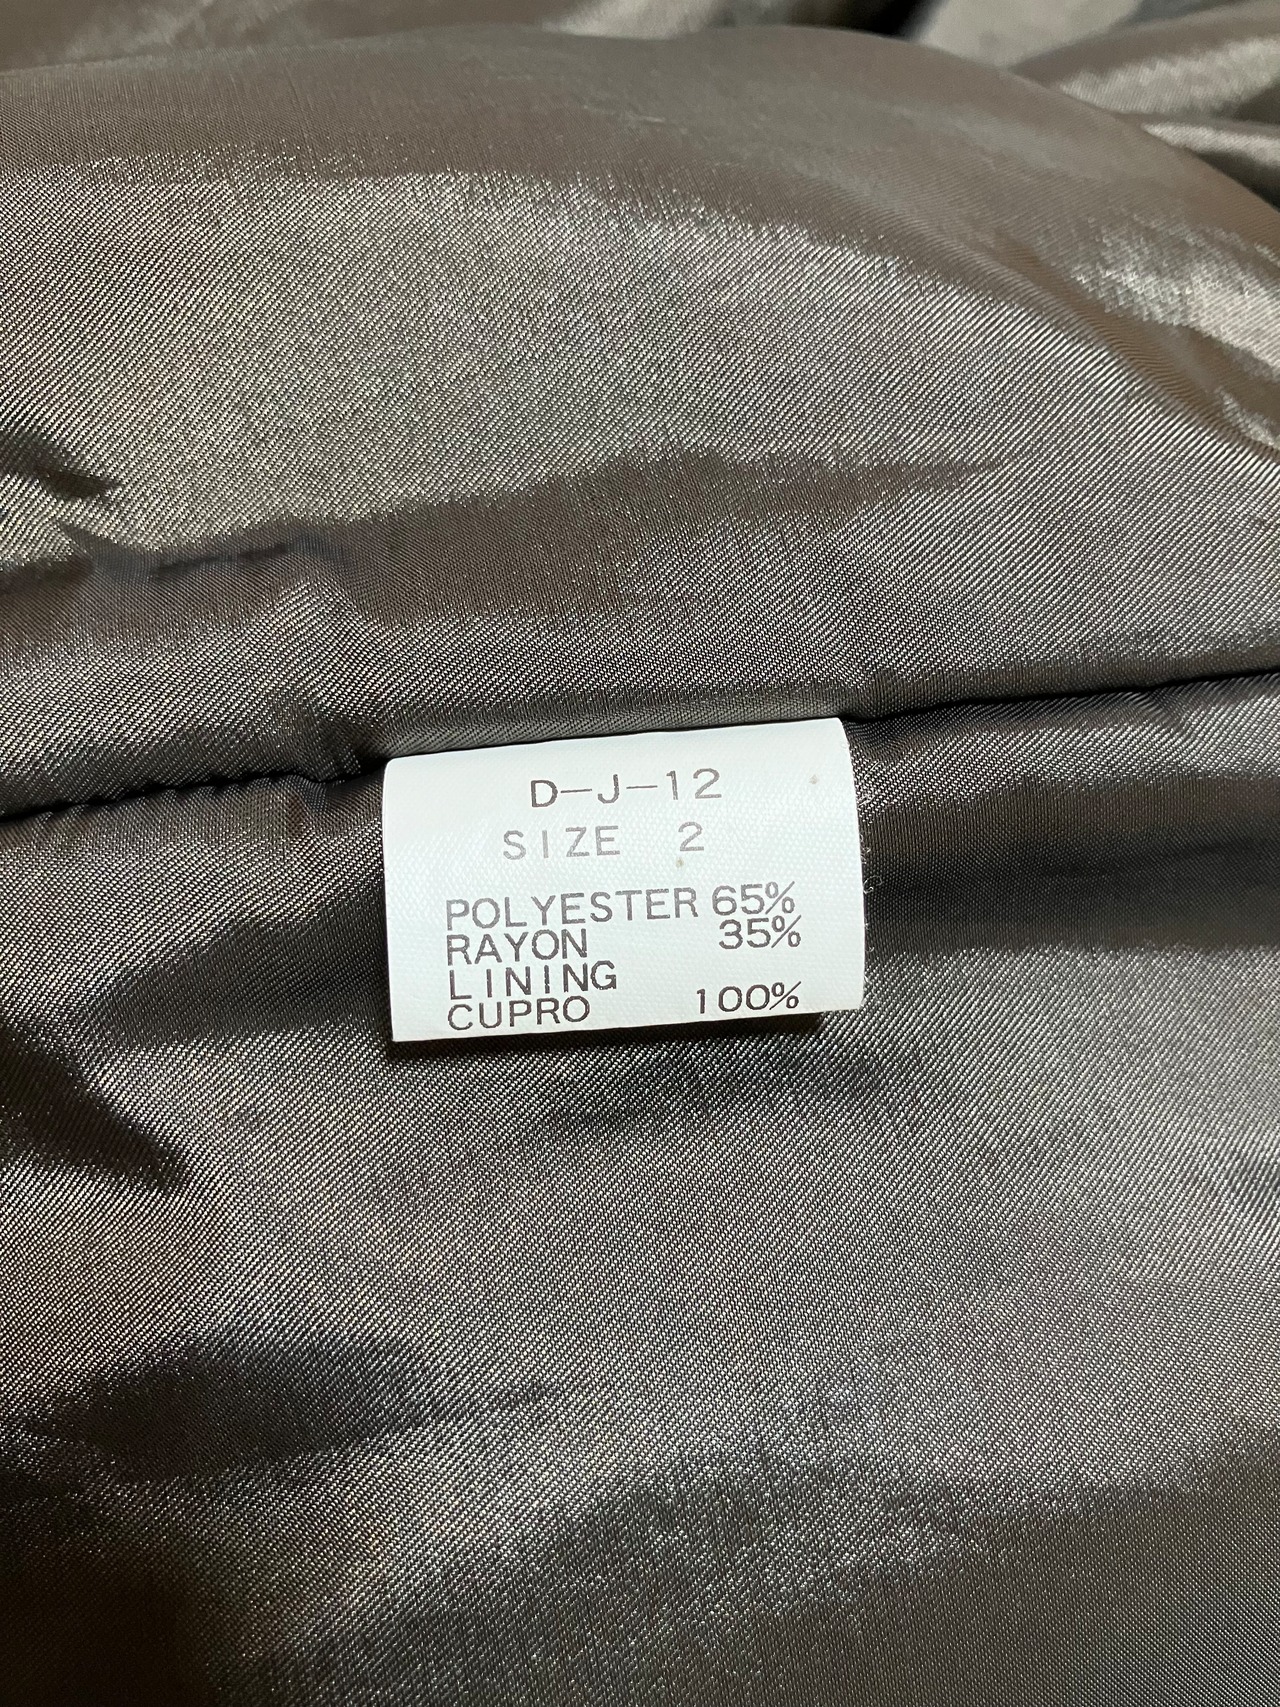 D-J-12
SIZE 2
POLYESTER 65%
RAYON 35%
LINING
CUPRO 100%